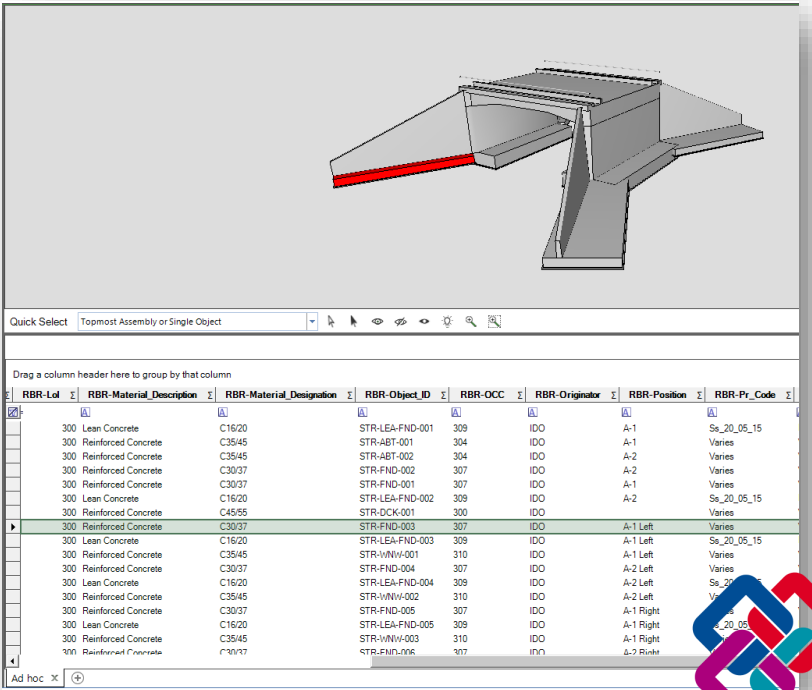 Quick Select Topmost Assembly or Single Object
Drag a column header here to group by that column
Σ RBR-LoI Σ RBR-Material_Description Σ RBR-Material_Designation Σ RBR-Object_ID Σ RBR-OCC Σ RBR-Originator Σ RBR-Position Σ RBR-Pr_Code Σ
= A A A A A A A
300 Lean Concrete C16/20 STR-LEA-FND-001 309 IDO A-1 Ss_20_05_15
300 Reinforced Concrete C35/45 STR-ABT-001 304 IDO A-1 Varies
300 Reinforced Concrete C35/45 STR-ABT-002 304 IDO A-2 Varies
300 Reinforced Concrete C30/37 STR-FND-002 307 IDO A-2 Varies
300 Reinforced Concrete C30/37 STR-FND-001 307 IDO A-1 Varies
300 Lean Concrete C16/20 STR-LEA-FND-002 309 IDO A-2 Ss_20_05_15
300 Reinforced Concrete C45/55 STR-DCK-001 300 IDO Varies
300 Reinforced Concrete C30/37 STR-FND-003 307 IDO A-1 Left Varies
300 Lean Concrete C16/20 STR-LEA-FND-003 309 IDO A-1 Left Ss_20_05_15
300 Reinforced Concrete C35/45 STR-WNW-001 310 IDO A-1 Left Varies
300 Reinforced Concrete C30/37 STR-FND-004 307 IDO A-2 Left Varies
300 Lean Concrete C16/20 STR-LEA-FND-004 309 IDO A-2 Left Ss_20
300 Reinforced Concrete C35/45 STR-WNW-002 310 IDO A-2 Left
300 Reinforced Concrete C30/37 STR-FND-005 307 IDO A-1 Right
300 Lean Concrete C16/20 STR-LEA-FND-005 309 IDO A-1 Right
300 Reinforced Concrete C35/45 STR-WNW-003 310 IDO A-1 Right
300 Reinforced Concrete C30/37 STR-FND-006 307 IDO A-2 Right
Ad hoc